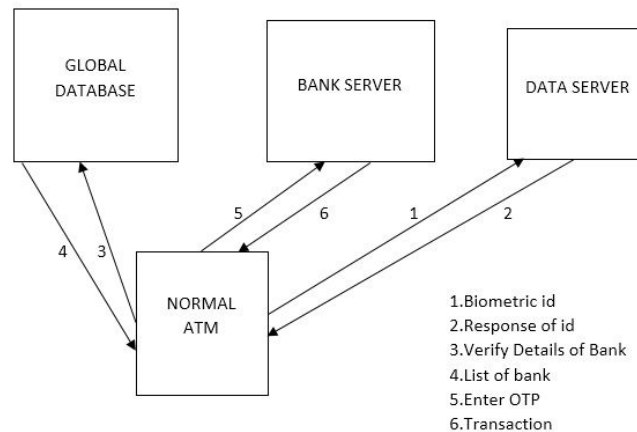 GLOBAL
DATABASE
BANK SERVER
DATA SERVER
5
6
1
2
4
3
NORMAL
ATM
1.Biometric id
2.Response of id
3.Verify Details of Bank
4.List of bank
5.Enter OTP
6.Transaction